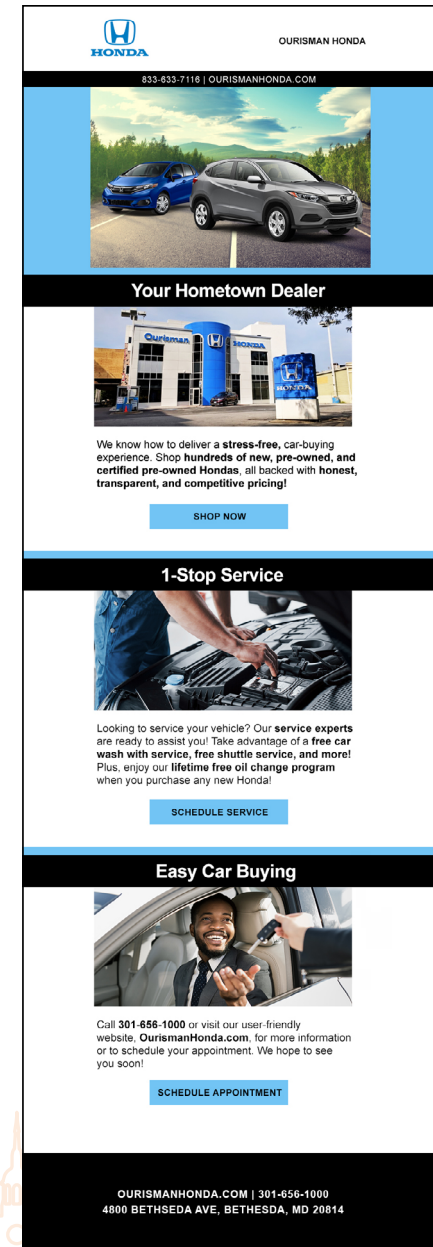 HONDA
OURISMAN HONDA
833-633-7116 | OURISMANHONDA.COM
Your Hometown Dealer
Ourisman HONDA
HONDA
We know how to deliver a stress-free, car-buying
experience. Shop hundreds of new, pre-owned, and
certified pre-owned Hondas, all backed with honest,
transparent, and competitive pricing!
SHOP NOW
1-Stop Service
Looking to service your vehicle? Our service experts
are ready to assist you! Take advantage of a free car
wash with service, free shuttle service, and more!
Plus, enjoy our lifetime free oil change program
when you purchase any new Honda!
SCHEDULE SERVICE
Easy Car Buying
Call 301-656-1000 or visit our user-friendly
website, OurismanHonda.com, for more information
or to schedule your appointment. We hope to see
you soon!
SCHEDULE APPOINTMENT
OURISMANHONDA.COM | 301-656-1000
4800 BETHSEDA AVE, BETHESDA, MD 20814